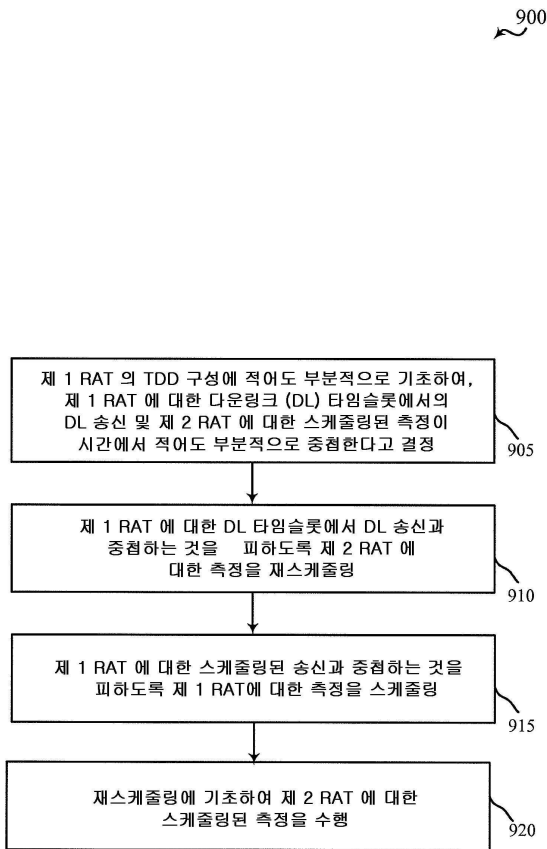 900
제 1 RAT 의 TDD 구성에 적어도 부분적으로 기초하여,
제 1 RAT 에 대한 다운링크 (DL) 타임슬롯에서의
DL 송신 및 제 2 RAT 에 대한 스케줄링된 측정이
시간에서 적어도 부분적으로 중첩한다고 결정
905
제 1 RAT 에 대한 DL 타임슬롯에서 DL 송신과
중첩하는 것을 피하도록 제 2 RAT 에
대한 측정을 재스케줄링
910
제 1 RAT 에 대한 스케줄링된 송신과 중첩하는 것을
피하도록 제 1 RAT에 대한 측정을 스케줄링
915
재스케줄링에 기초하여 제 2 RAT 에 대한
스케줄링된 측정을 수행
920